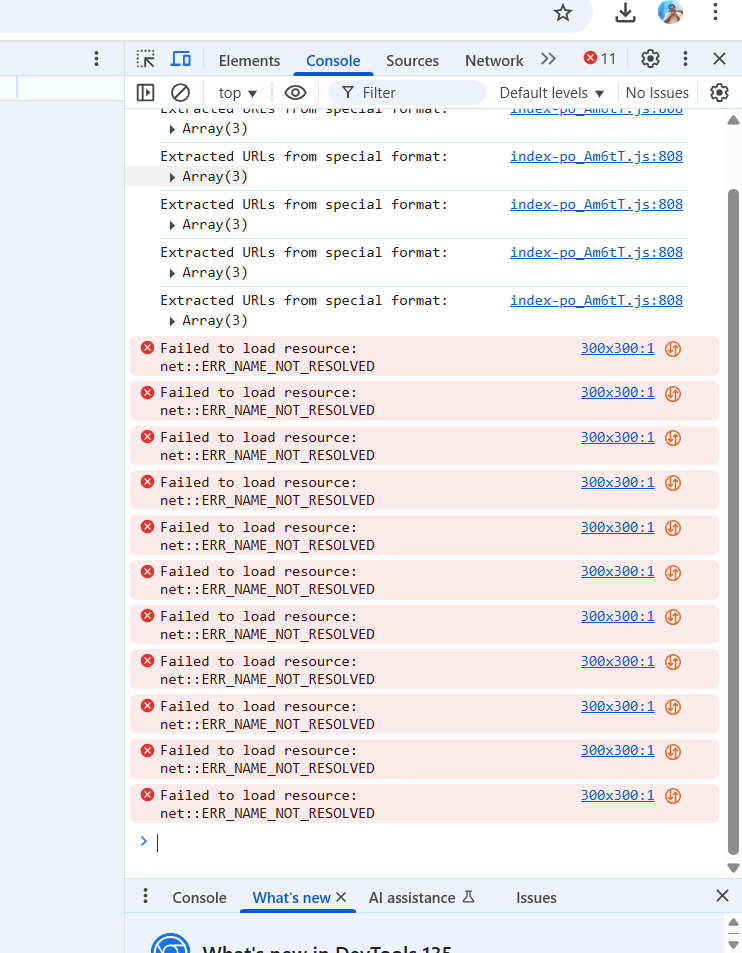 Elements Console Sources Network 11
top Filter Default levels No Issues
Extracted URLs from special format: index-po_Am6tT.js:808
Array(3)
Extracted URLs from special format: index-po_Am6tT.js:808
Array(3)
Extracted URLs from special format: index-po_Am6tT.js:808
Array(3)
Extracted URLs from special format: index-po_Am6tT.js:808
Array(3)
Extracted URLs from special format: index-po_Am6tT.js:808
Array(3)
Failed to load resource: 300x300:1
net::ERR_NAME_NOT_RESOLVED
Failed to load resource: 300x300:1
net::ERR_NAME_NOT_RESOLVED
Failed to load resource: 300x300:1
net::ERR_NAME_NOT_RESOLVED
Failed to load resource: 300x300:1
net::ERR_NAME_NOT_RESOLVED
Failed to load resource: 300x300:1
net::ERR_NAME_NOT_RESOLVED
Failed to load resource: 300x300:1
net::ERR_NAME_NOT_RESOLVED
Failed to load resource: 300x300:1
net::ERR_NAME_NOT_RESOLVED
Failed to load resource: 300x300:1
net::ERR_NAME_NOT_RESOLVED
Failed to load resource: 300x300:1
net::ERR_NAME_NOT_RESOLVED
Failed to load resource: 300x300:1
net::ERR_NAME_NOT_RESOLVED
Failed to load resource: 300x300:1
net::ERR_NAME_NOT_RESOLVED
Console What's new AI assistance Issues
What's new in DevTools 135